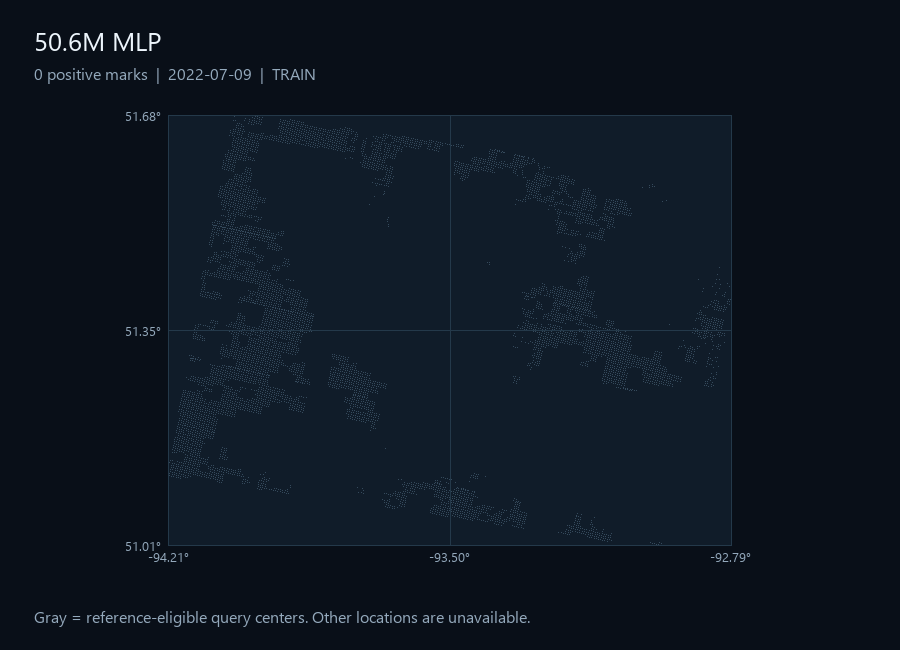 50.6M MLP
0 positive marks | 2022-07-09 | TRAIN
51.68°
51.35°
51.01°
-94.21°
-93.50°
-92.79°
Gray = reference-eligible query centers. Other locations are unavailable.